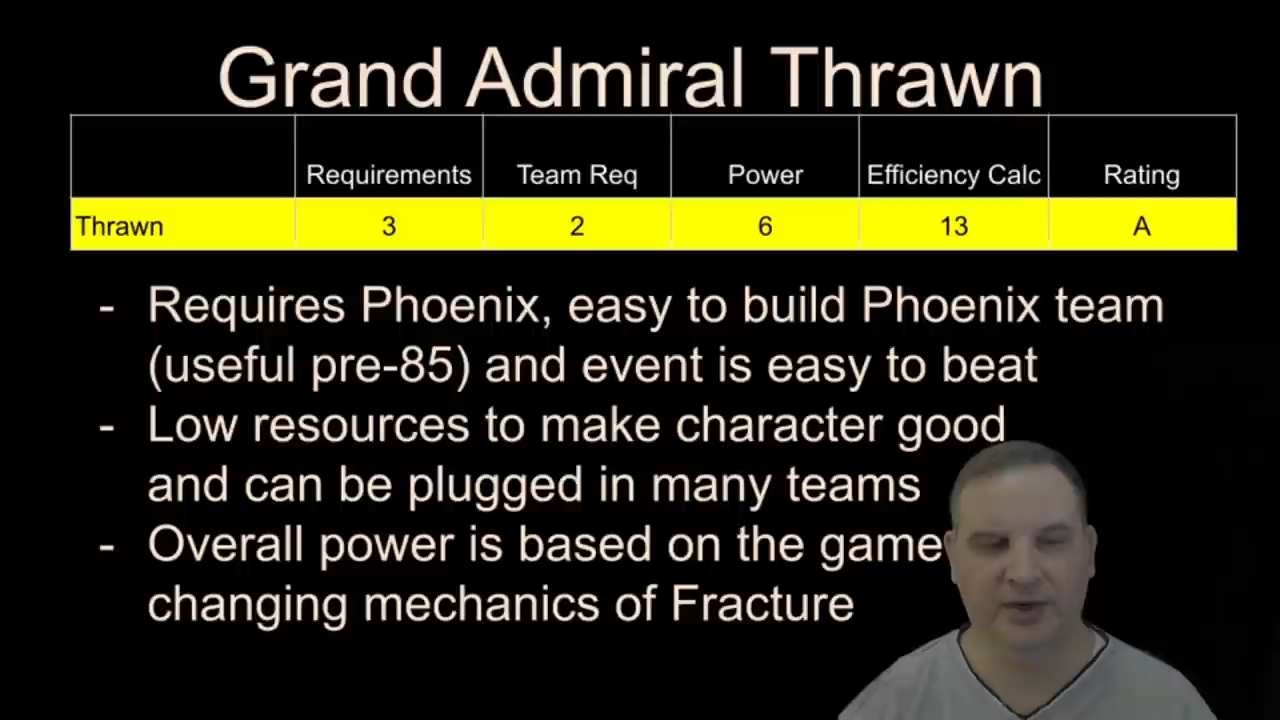 Grand Admiral Thrawn
Requirements Team Req Power Efficiency Calc Rating
Thrawn 3 2 6 13 A
- Requires Phoenix, easy to build Phoenix team
(useful pre-85) and event is easy to beat
- Low resources to make character good
and can be plugged in many teams
- Overall power is based on the game
changing mechanics of Fracture